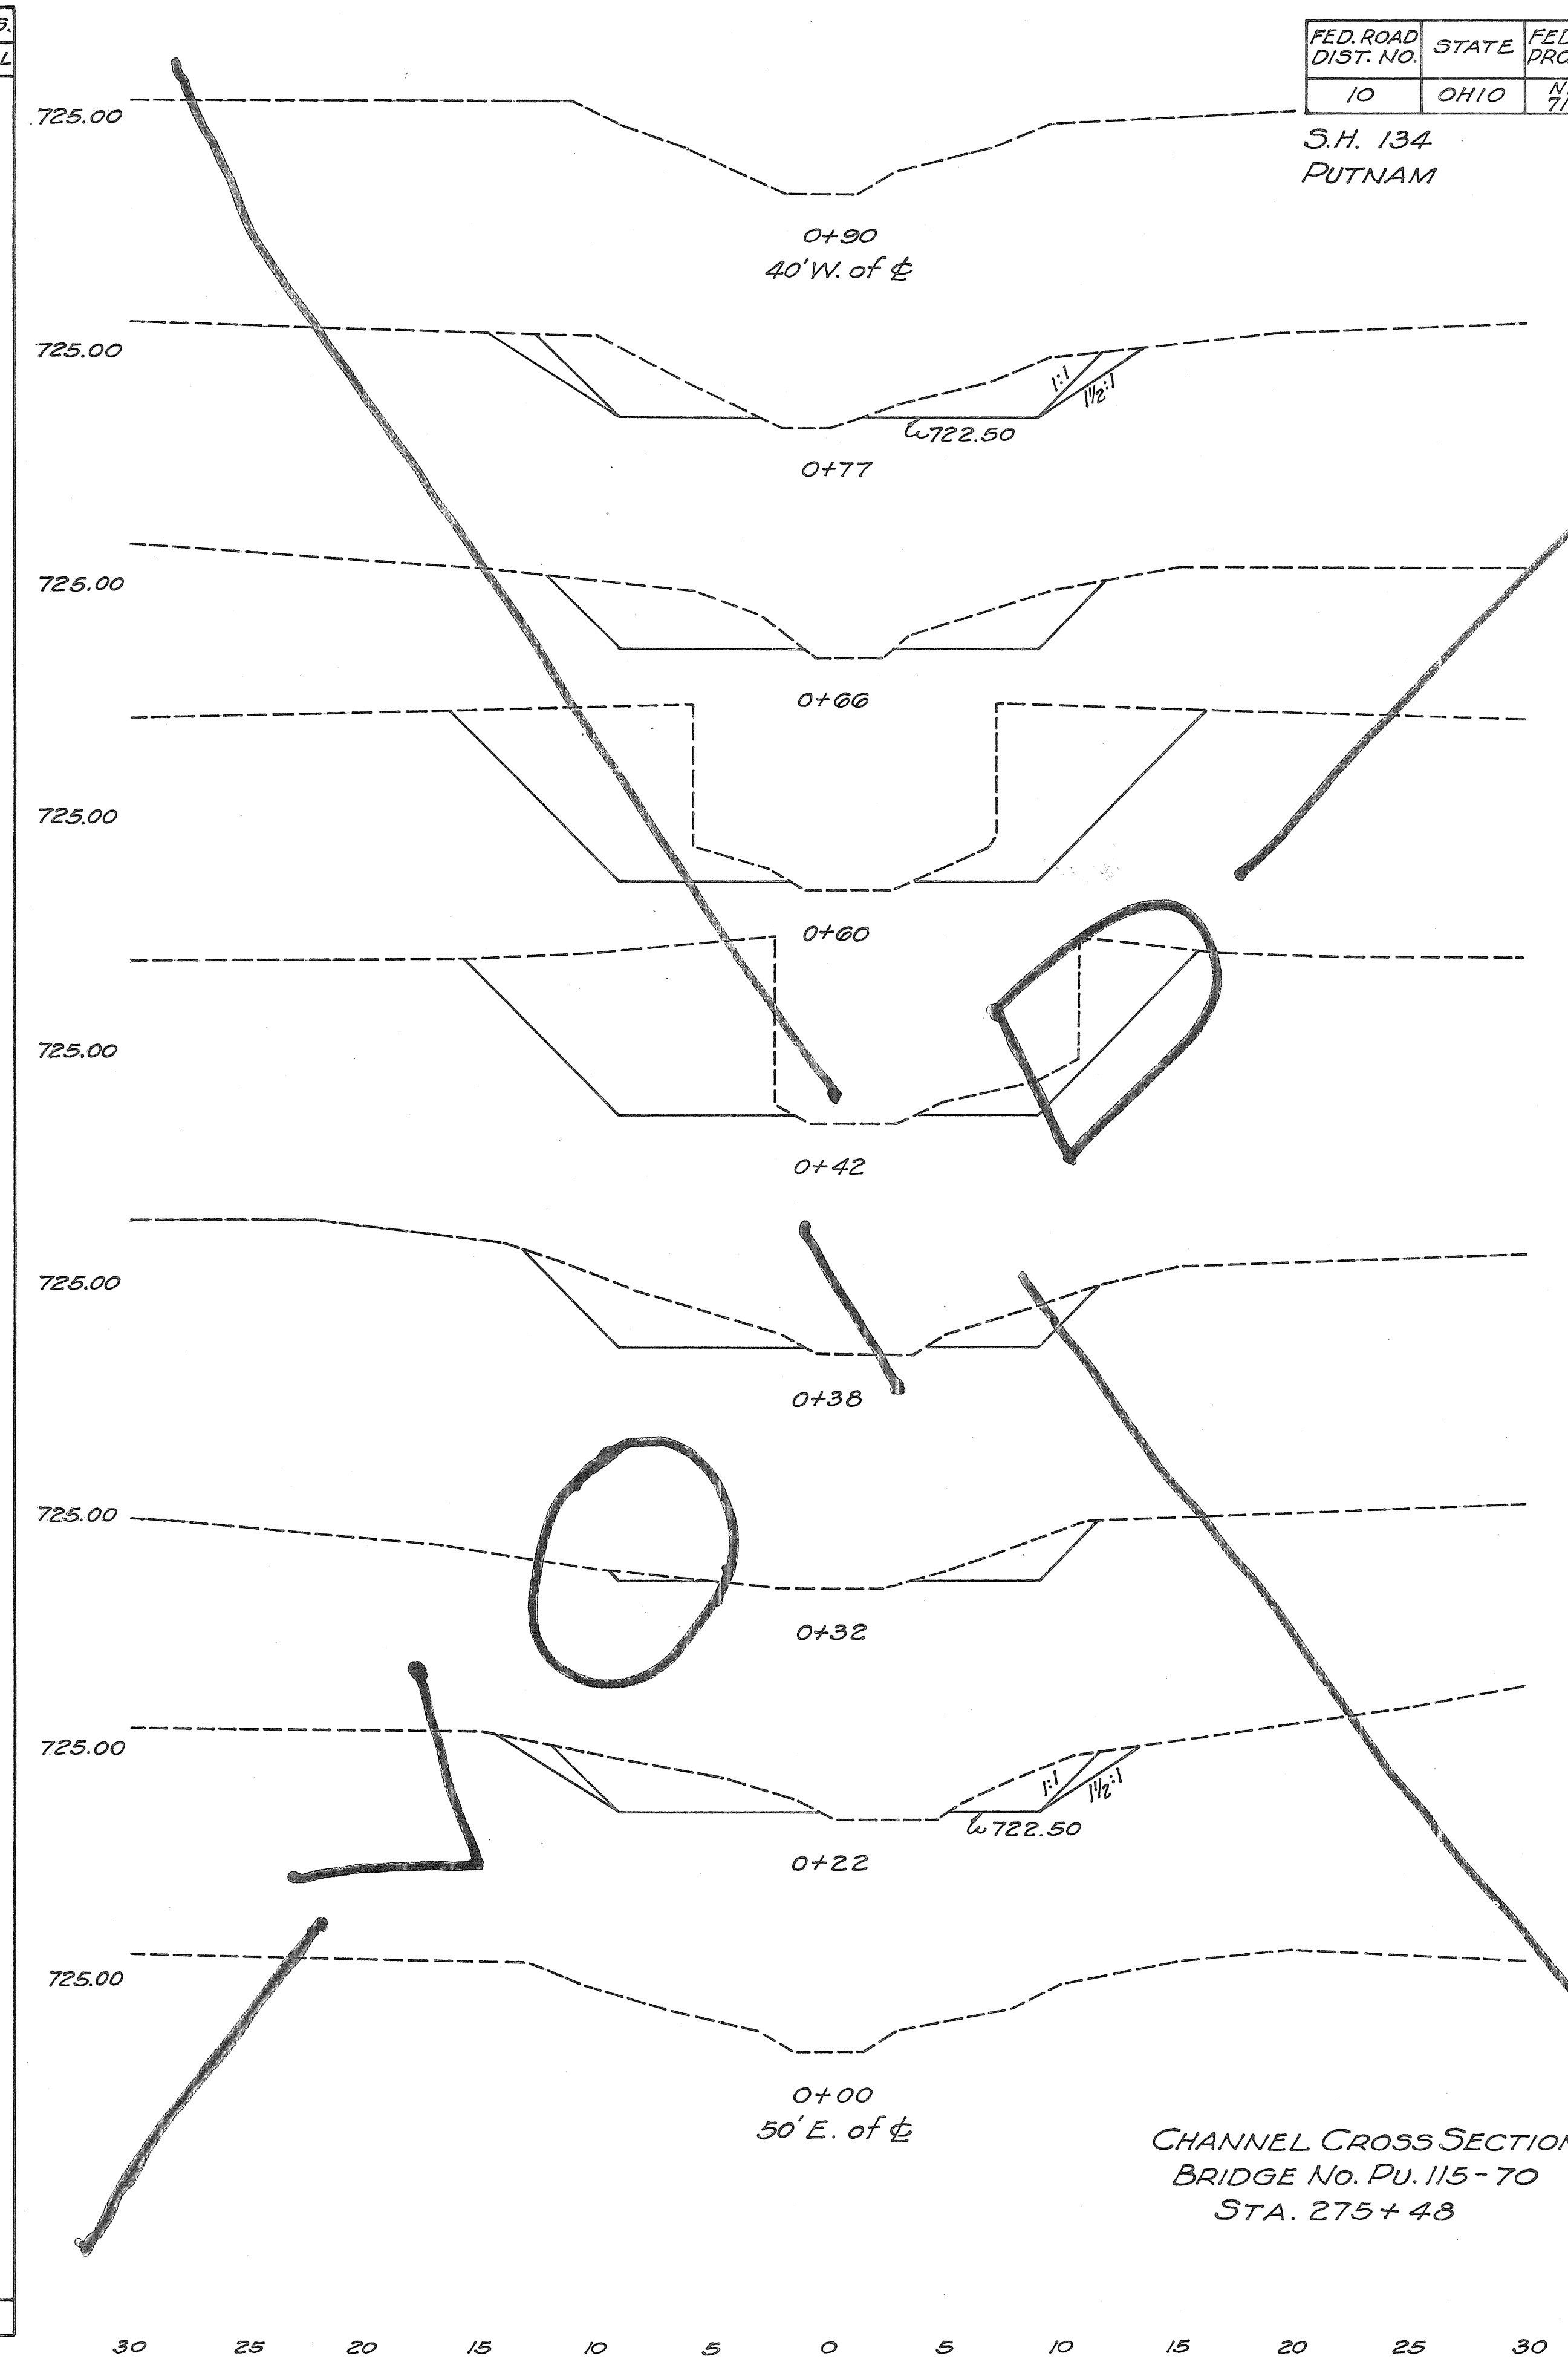 S.
L
FED. ROAD DIST. NO. STATE FED PRO
10 OHIO
S.H. 134
PUTNAM
725.00
0+90
40' W. of ℄
725.00
1:1
1½:1
722.50
0+77
725.00
0+66
725.00
0+60
725.00
0+42
725.00
0+38
725.00
0+32
725.00
1:1
1½:1
722.50
0+22
725.00
0+00
50' E. of ℄
CHANNEL CROSS SECTION
BRIDGE NO. PU. 115-70
STA. 275+48
30 25 20 15 10 5 0 5 10 15 20 25 30
VOID